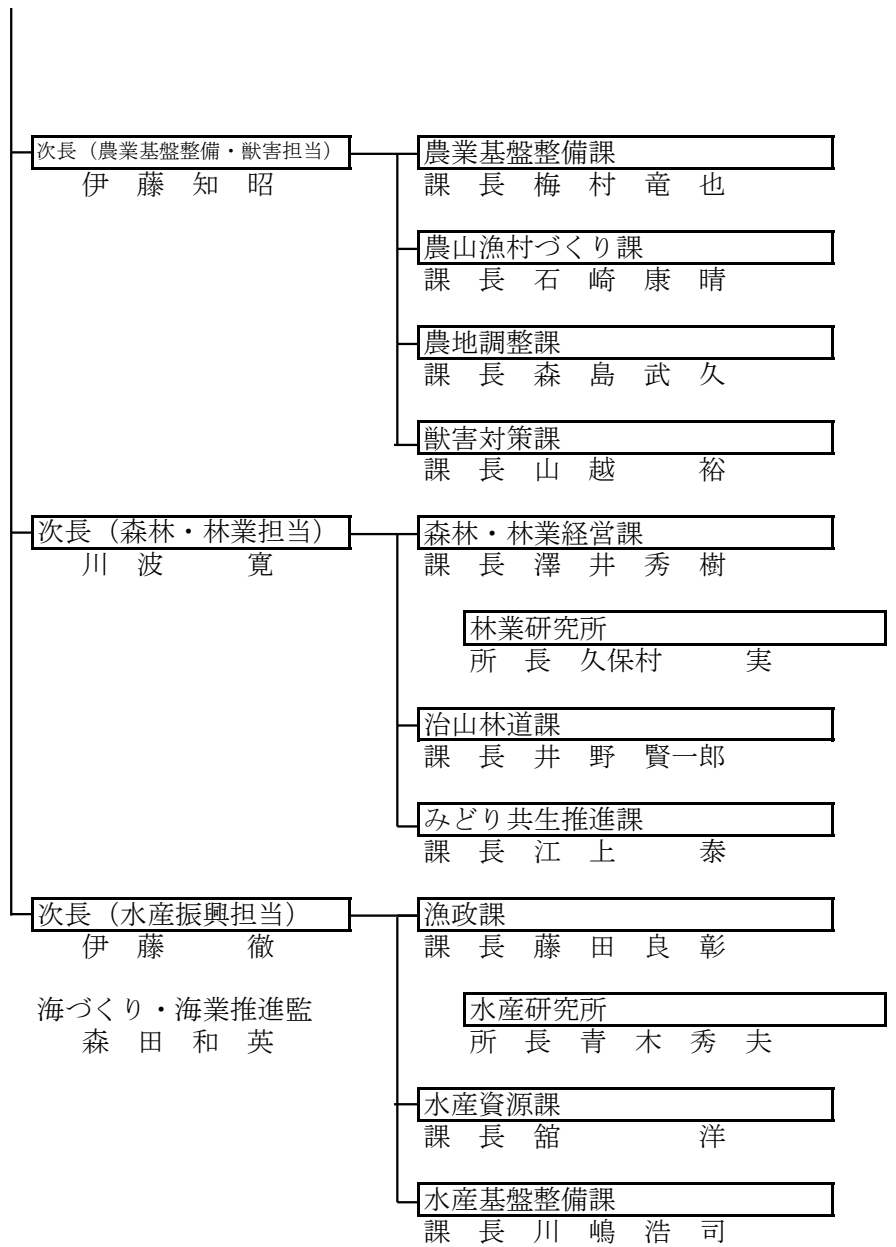 次長（農業基盤整備・獣害担当）
伊　藤　知　昭
農業基盤整備課
課　長　梅　村　竜　也
農山漁村づくり課
課　長　石　崎　康　晴
農地調整課
課　長　森　島　武　久
獣害対策課
課　長　山　越　　　裕
次長（森林・林業担当）
川　波　　　寛
森林・林業経営課
課　長　澤　井　秀　樹
林業研究所
所　長　久保村　　　実
治山林道課
課　長　井　野　賢一郎
みどり共生推進課
課　長　江　上　　　泰
次長（水産振興担当）
伊　藤　　　徹
海づくり・海業推進監
森　田　和　英
漁政課
課　長　藤　田　良　彰
水産研究所
所　長　青　木　秀　夫
水産資源課
課　長　舘　　　　　洋
水産基盤整備課
課　長　川　嶋　浩　司